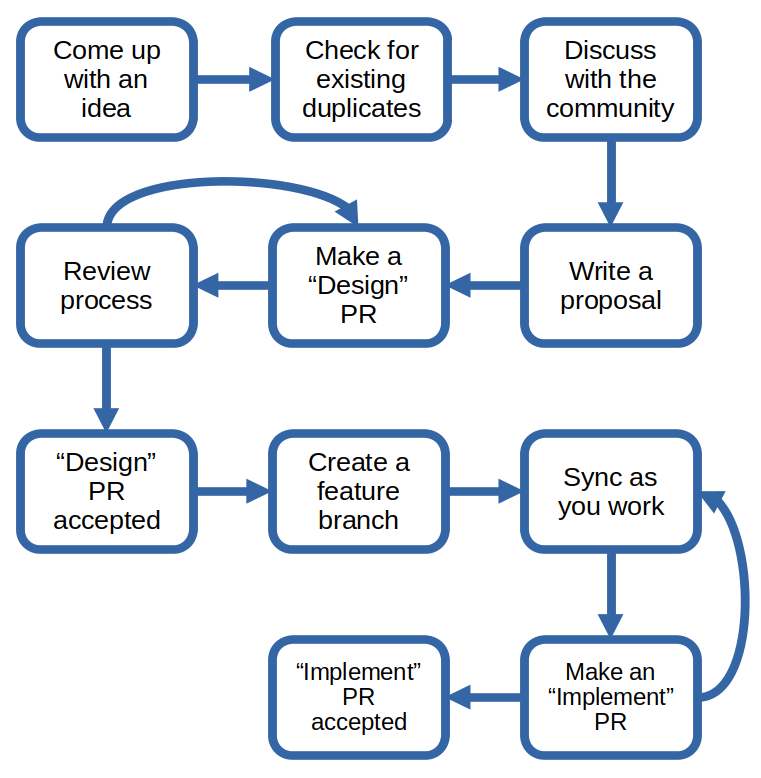 Come up
with an
idea
Check for
existing
duplicates
Discuss
with the
community
Review
process
Make a
“Design”
PR
Write a
proposal
“Design”
PR
accepted
Create a
feature
branch
Sync as
you work
“Implement”
PR
accepted
Make an
“Implement”
PR